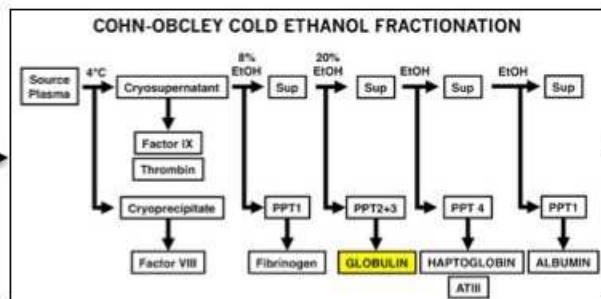 COHN-OBCLEY COLD ETHANOL FRACTIONATION
8%
20%
4°C
EtOH
EtOH
EtOH
EtOH
Source
Plasma
Cryosupernatant
Sup
Sup
Sup
Sup
Factor IX
Thrombin
Cryoprecipitate
PPT1
PPT2+3
PPT 4
PPT1
Factor VIII
Fibrinogen
GLOBULIN
HAPTOGLOBIN
ALBUMIN
ATIII